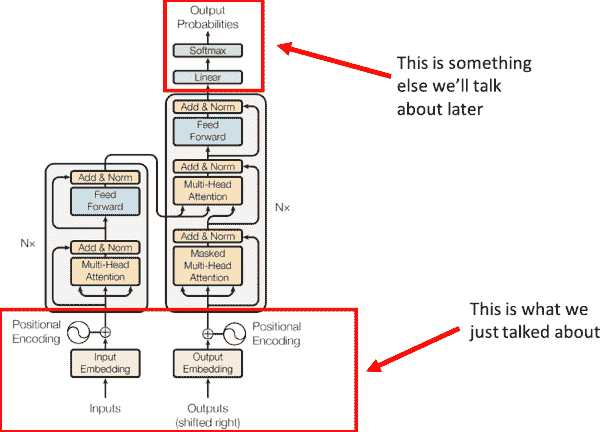 Output
Probabilities
Softmax
Linear
This is something
else we’ll talk
about later
Add & Norm
Feed
Forward
Add & Norm
Multi-Head
Attention
Add & Norm
Masked
Multi-Head
Attention
Nx
Add & Norm
Feed
Forward
Add & Norm
Multi-Head
Attention
Nx
Positional
Encoding
Input
Embedding
Inputs
Positional
Encoding
Output
Embedding
Outputs
(shifted right)
This is what we
just talked about